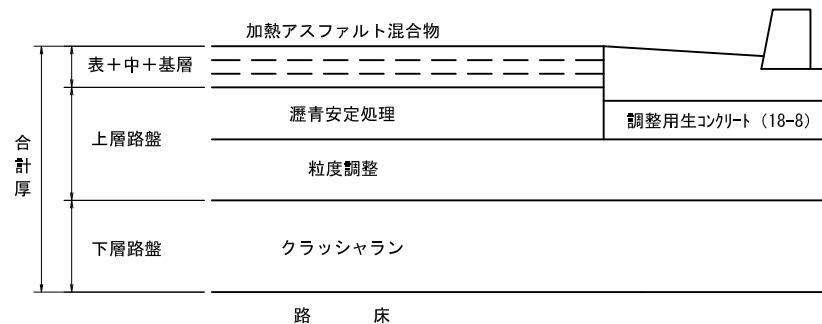 加熱アスファルト混合物
表＋中＋基層
瀝青安定処理
調整用生ｺﾝｸﾘｰﾄ（18-8）
上層路盤
合計厚
粒度調整
下層路盤
クラッシャラン
路　床